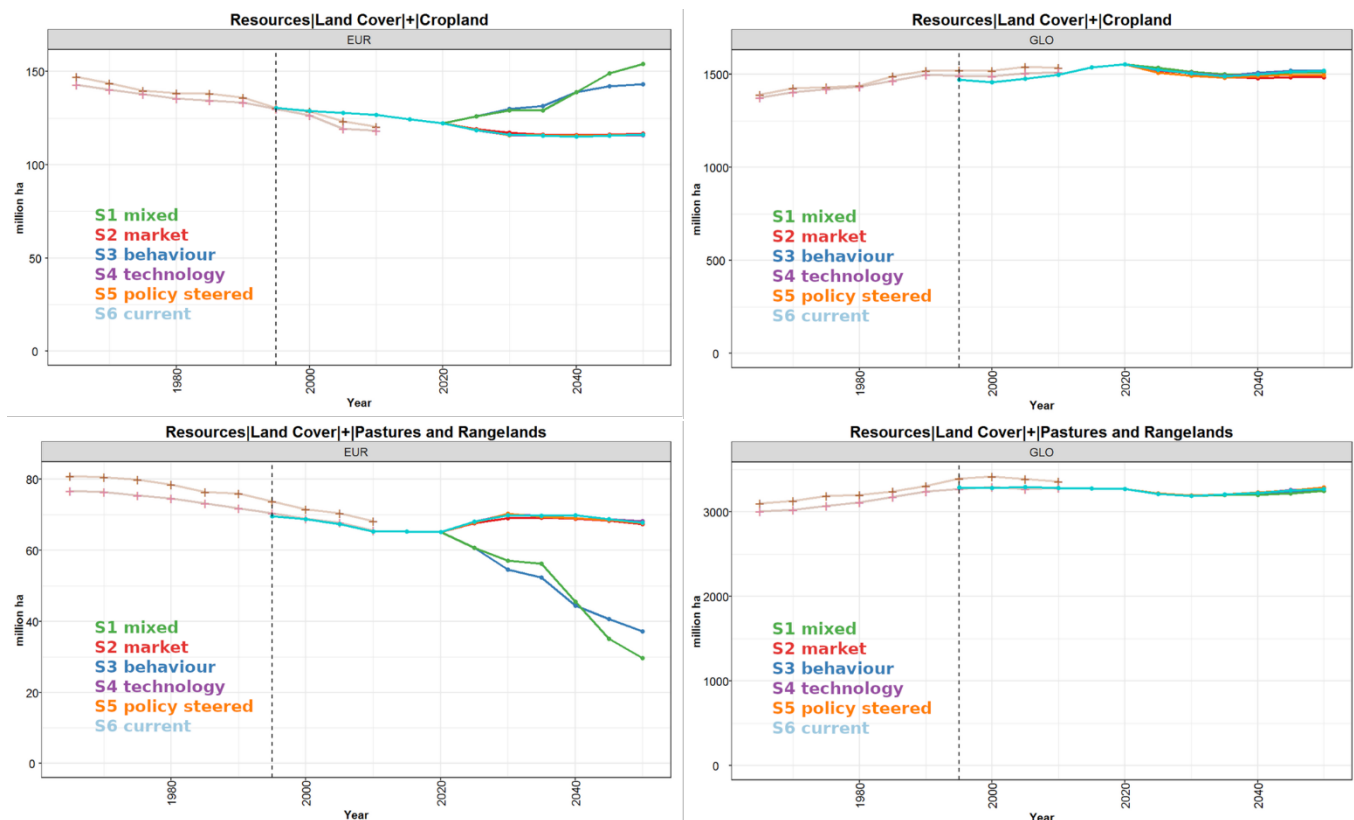 Resources|Land Cover|+|Cropland
EUR
million ha
150
100
50
0
S1 mixed
S2 market
S3 behaviour
S4 technology
S5 policy steered
S6 current
1980
2000
2020
2040
Year
Resources|Land Cover|+|Cropland
GLO
million ha
1500
1000
500
0
S1 mixed
S2 market
S3 behaviour
S4 technology
S5 policy steered
S6 current
1980
2000
2020
2040
Year
Resources|Land Cover|+|Pastures and Rangelands
EUR
million ha
80
60
40
20
0
S1 mixed
S2 market
S3 behaviour
S4 technology
S5 policy steered
S6 current
1980
2000
2020
2040
Year
Resources|Land Cover|+|Pastures and Rangelands
GLO
million ha
3000
2000
1000
0
S1 mixed
S2 market
S3 behaviour
S4 technology
S5 policy steered
S6 current
1980
2000
2020
2040
Year